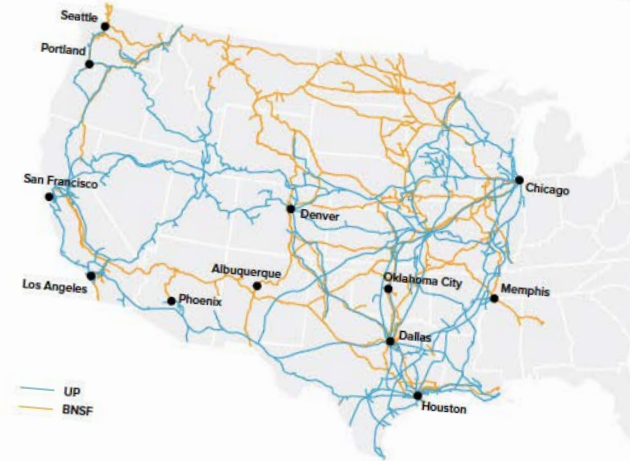 Seattle
Portland
San Francisco
Chicago
Denver
Albuquerque
Oklahoma City
Los Angeles
Phoenix
Memphis
Dallas
UP
BNSF
Houston